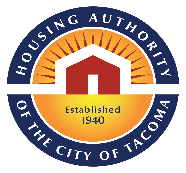 HOUSING AUTHORITY
Established
1940
OF THE CITY OF TACOMA